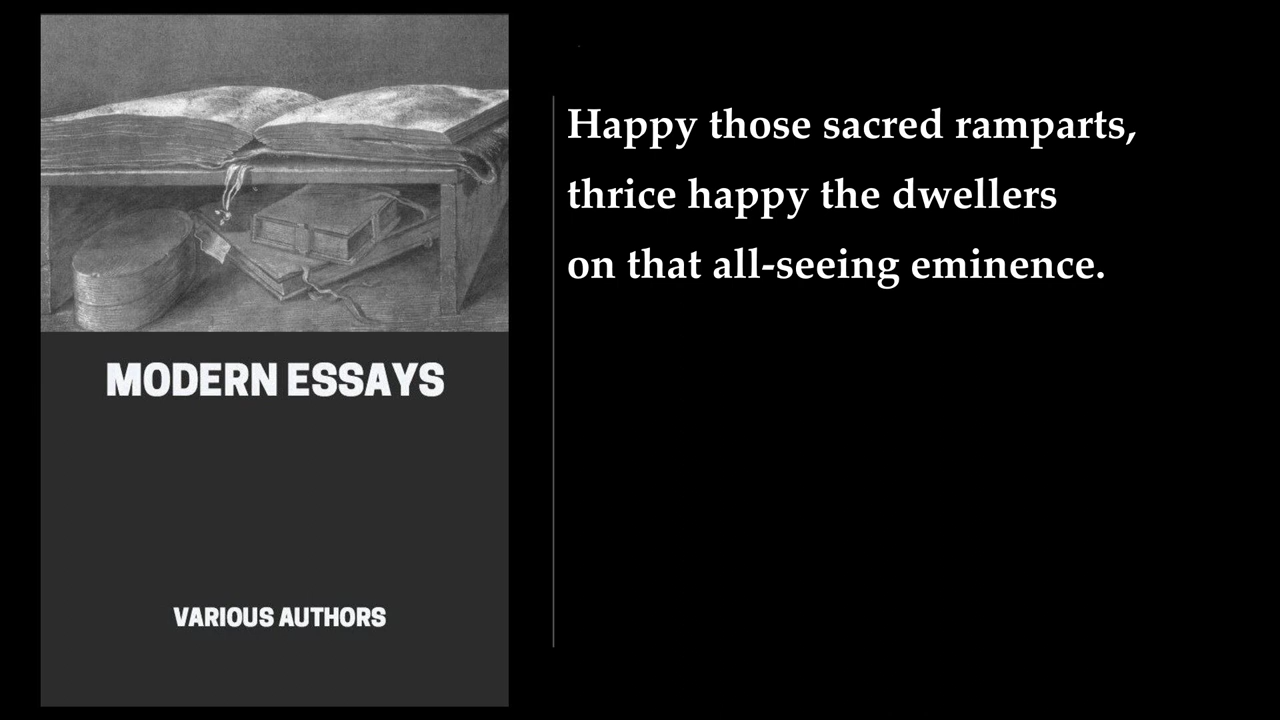 MODERN ESSAYS
VARIOUS AUTHORS
Happy those sacred ramparts,
thrice happy the dwellers
on that all-seeing eminence.